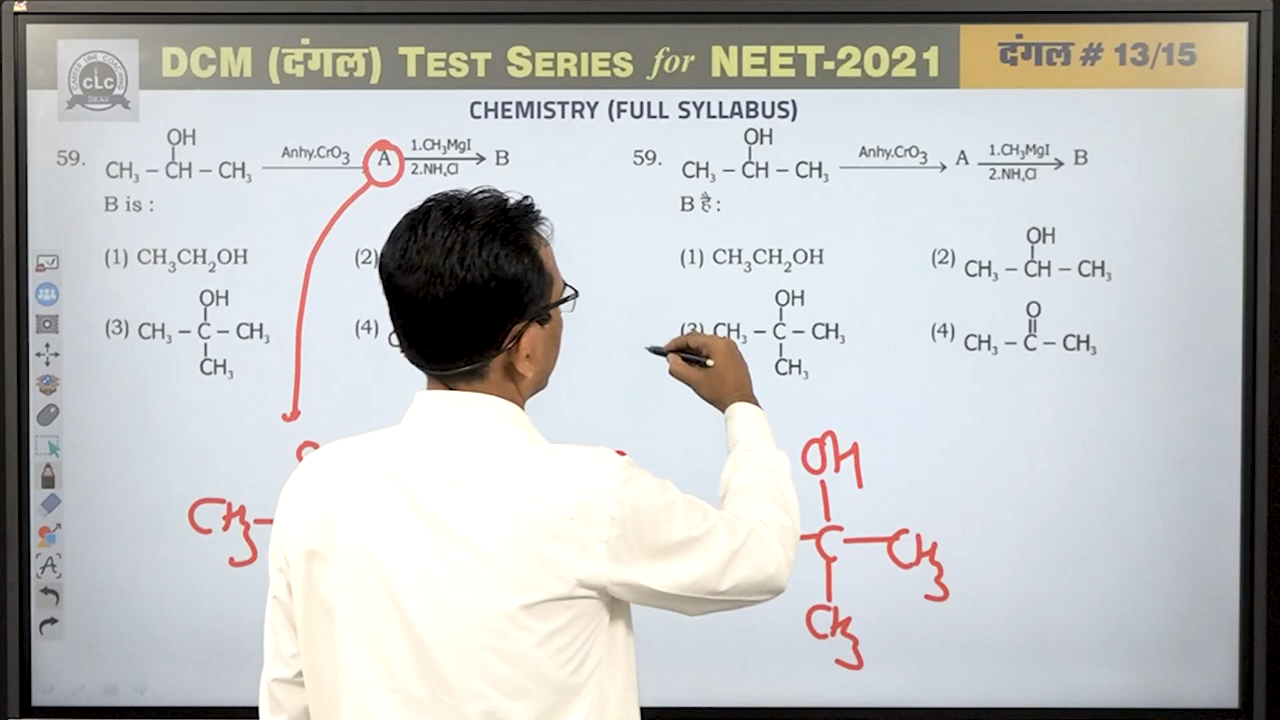 DCM (दंगल) TEST SERIES for NEET-2021
दंगल # 13/15
CLC
SIKAR
CHEMISTRY (FULL SYLLABUS)
59. CH₃ – CH – CH₃ Anhy.CrO₃ A 1.CH₃MgI 2.NH₄Cl B
OH
B is :
(1) CH₃CH₂OH
(2)
(3) CH₃ – C – CH₃
OH
CH₃
(4)
59. CH₃ – CH – CH₃ Anhy.CrO₃ A 1.CH₃MgI 2.NH₄Cl B
OH
B है :
(1) CH₃CH₂OH
(2) CH₃ – CH – CH₃
OH
(3) CH₃ – C – CH₃
OH
CH₃
(4) CH₃ – C – CH₃
O
CH₃
OH
C – CH₃
CH₃